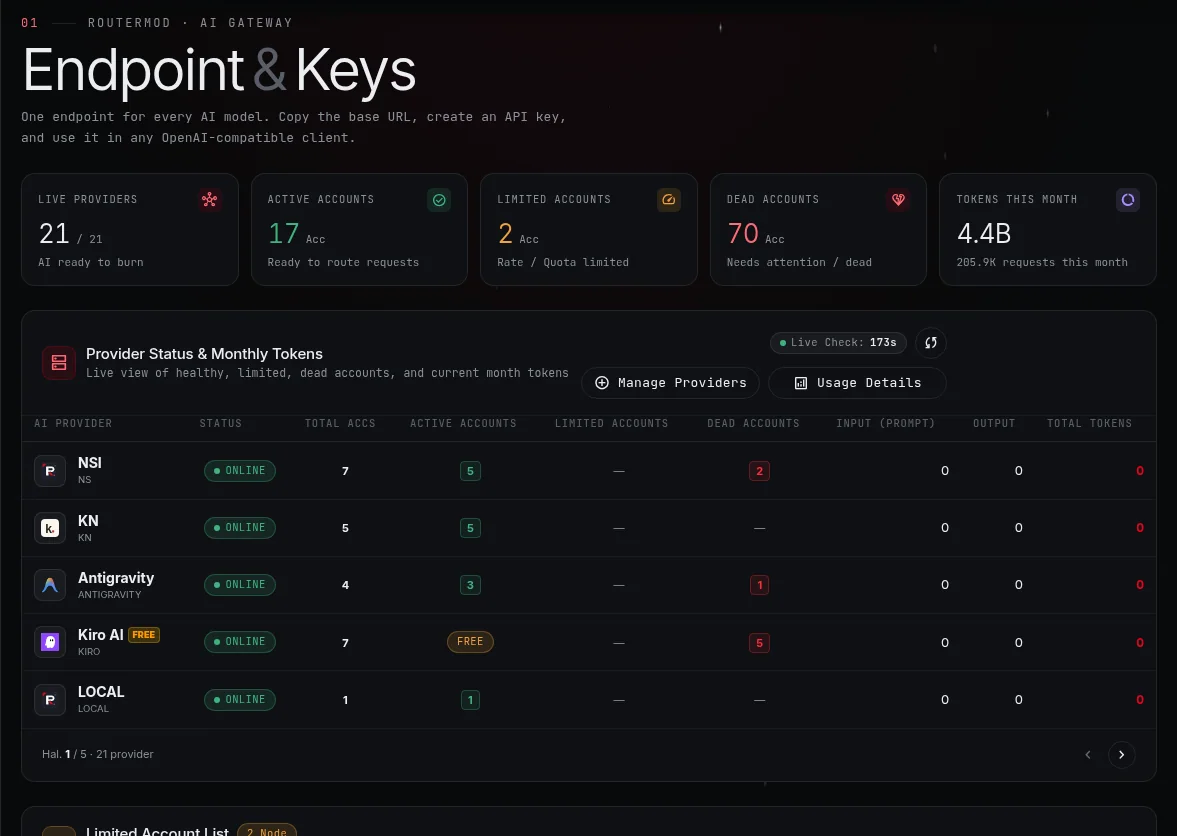 01 ROUTERMOD · AI GATEWAY
Endpoint & Keys
One endpoint for every AI model. Copy the base URL, create an API key,
and use it in any OpenAI-compatible client.
LIVE PROVIDERS
21 / 21
AI ready to burn
ACTIVE ACCOUNTS
17 Acc
Ready to route requests
LIMITED ACCOUNTS
2 Acc
Rate / Quota limited
DEAD ACCOUNTS
70 Acc
Needs attention / dead
TOKENS THIS MONTH
4.4B
205.9K requests this month
Provider Status & Monthly Tokens
Live view of healthy, limited, dead accounts, and current month tokens
Live Check: 173s
Manage Providers
Usage Details
AI PROVIDER STATUS TOTAL ACCS ACTIVE ACCOUNTS LIMITED ACCOUNTS DEAD ACCOUNTS INPUT (PROMPT) OUTPUT TOTAL TOKENS
P NSI ONLINE 7 5 — 2 0 0 0
NS
k. KN ONLINE 5 5 — — 0 0 0
KN
Antigravity ONLINE 4 3 — 1 0 0 0
ANTIGRAVITY
Kiro AI FREE ONLINE 7 FREE — 5 0 0 0
KIRO
P LOCAL ONLINE 1 1 — — 0 0 0
LOCAL
Hal. 1 / 5 · 21 provider
Limited Account List 2 Node